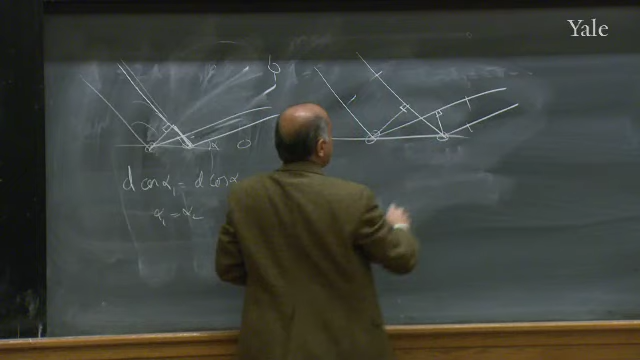 Yale
d cos α₁ = d cos α
α₁ = α₂